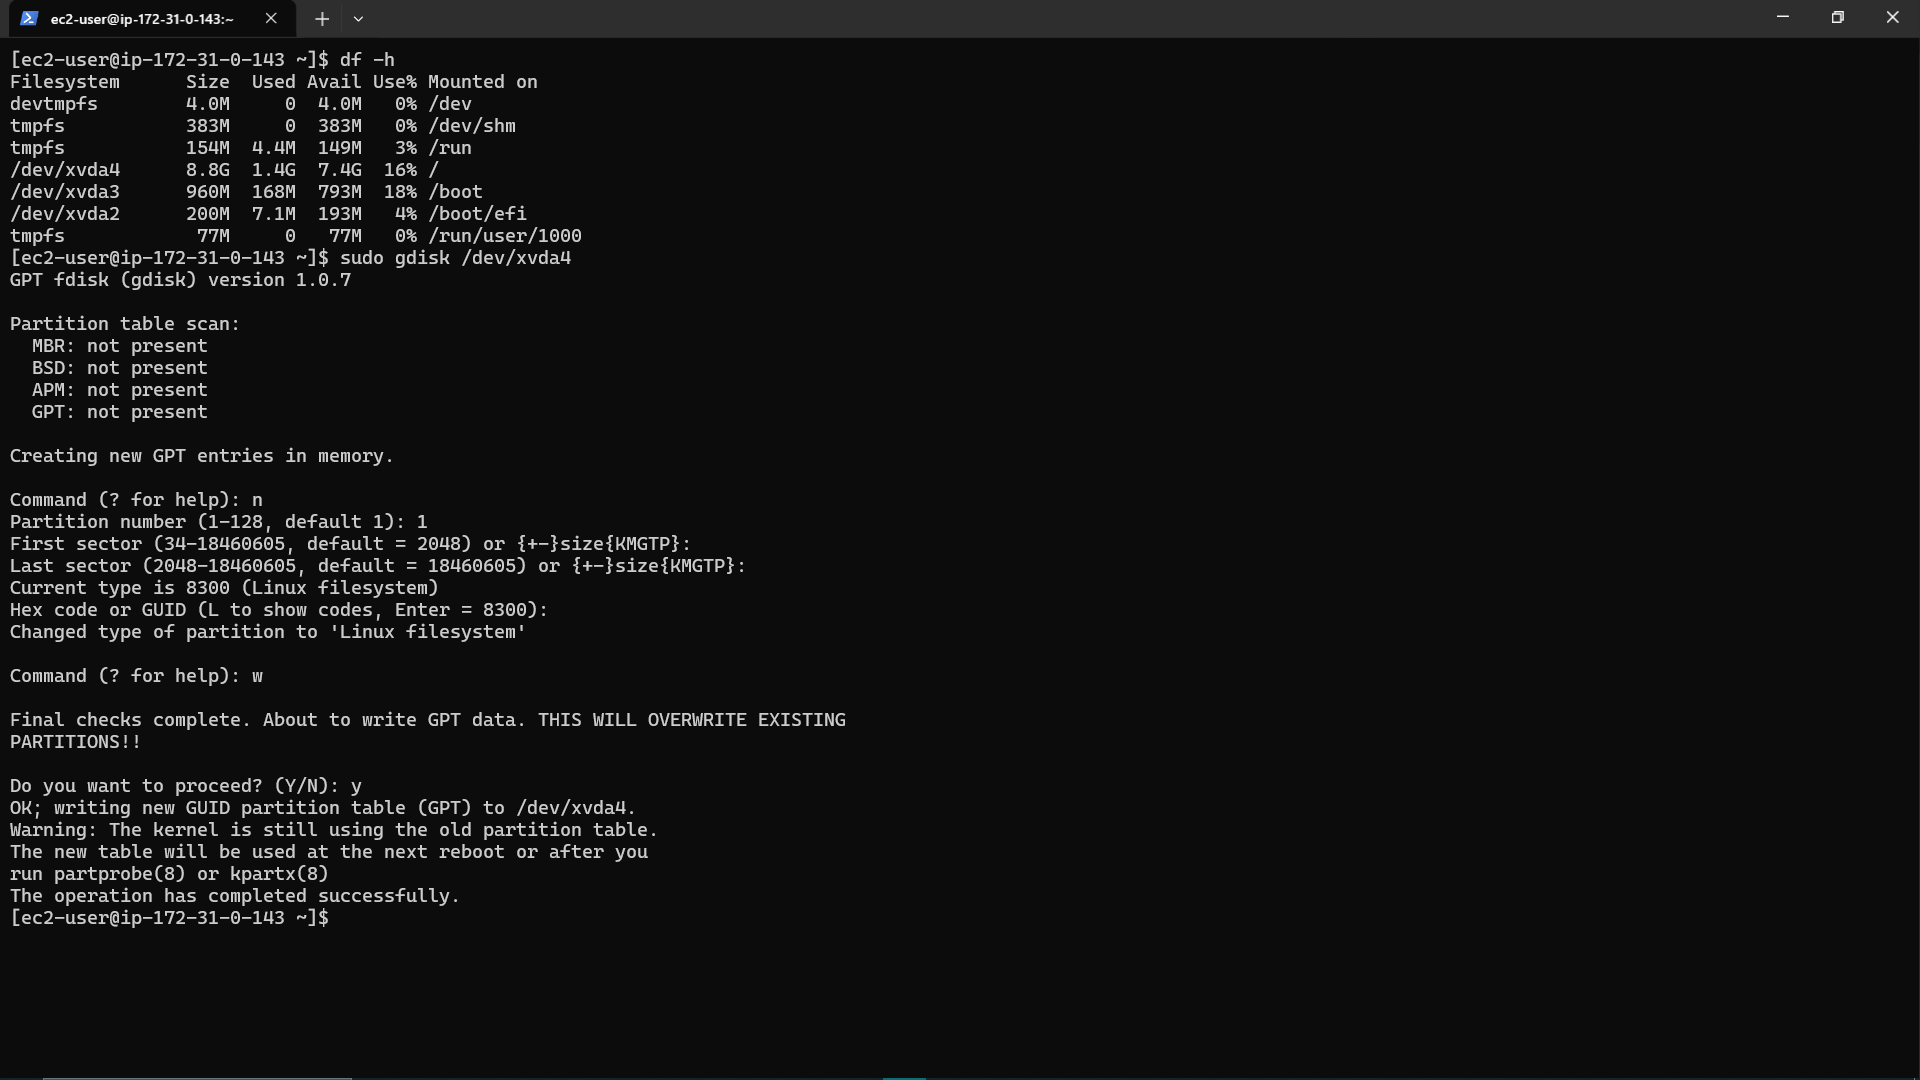 ec2-user@ip-172-31-0-143:~
[ec2-user@ip-172-31-0-143 ~]$ df -h
Filesystem      Size  Used Avail Use% Mounted on
devtmpfs        4.0M     0  4.0M   0% /dev
tmpfs           383M     0  383M   0% /dev/shm
tmpfs           154M  4.4M  149M   3% /run
/dev/xvda4      8.8G  1.4G  7.4G  16% /
/dev/xvda3      960M  168M  793M  18% /boot
/dev/xvda2      200M  7.1M  193M   4% /boot/efi
tmpfs            77M     0   77M   0% /run/user/1000
[ec2-user@ip-172-31-0-143 ~]$ sudo gdisk /dev/xvda4
GPT fdisk (gdisk) version 1.0.7
Partition table scan:
  MBR: not present
  BSD: not present
  APM: not present
  GPT: not present
Creating new GPT entries in memory.
Command (? for help): n
Partition number (1-128, default 1): 1
First sector (34-18460605, default = 2048) or {+-}size{KMGTP}:
Last sector (2048-18460605, default = 18460605) or {+-}size{KMGTP}:
Current type is 8300 (Linux filesystem)
Hex code or GUID (L to show codes, Enter = 8300):
Changed type of partition to 'Linux filesystem'
Command (? for help): w
Final checks complete. About to write GPT data. THIS WILL OVERWRITE EXISTING
PARTITIONS!!
Do you want to proceed? (Y/N): y
OK; writing new GUID partition table (GPT) to /dev/xvda4.
Warning: The kernel is still using the old partition table.
The new table will be used at the next reboot or after you
run partprobe(8) or kpartx(8)
The operation has completed successfully.
[ec2-user@ip-172-31-0-143 ~]$